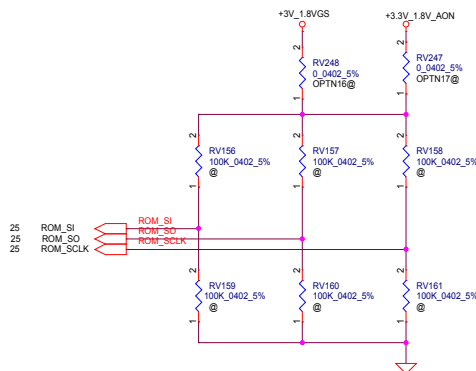 +3V_1.8VGS
+3.3V_1.8V_AON
2
RV248
0_0402_5%
OPTN16@
1
2
RV247
0_0402_5%
OPTN17@
1
2
RV156
100K_0402_5%
1
2
RV157
100K_0402_5%
@
1
2
RV158
100K_0402_5%
1
25 ROM_SI ROM_SI
25 ROM_SO ROM_SO
25 ROM_SCLK ROM_SCLK
2
RV159
100K_0402_5%
@
1
2
RV160
100K_0402_5%
@
1
2
RV161
100K_0402_5%
@
1